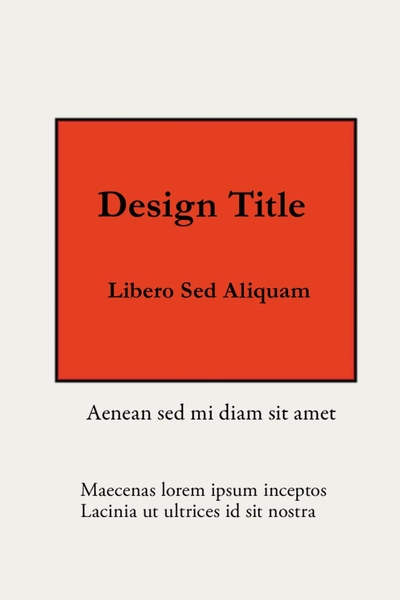 Design Title
Libero Sed Aliquam
Aenean sed mi diam sit amet
Maecenas lorem ipsum inceptos
Lacinia ut ultrices id sit nostra